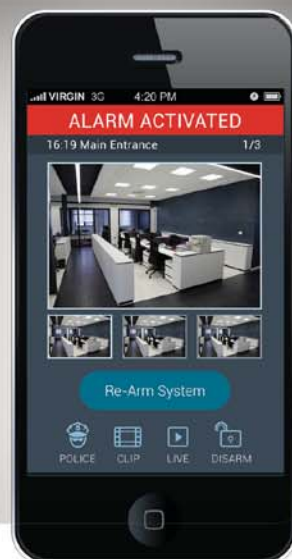 VIRGIN 3G 4:20 PM
ALARM ACTIVATED
16:19 Main Entrance 1/3
Re-Arm System
POLICE CLIP LIVE DISARM